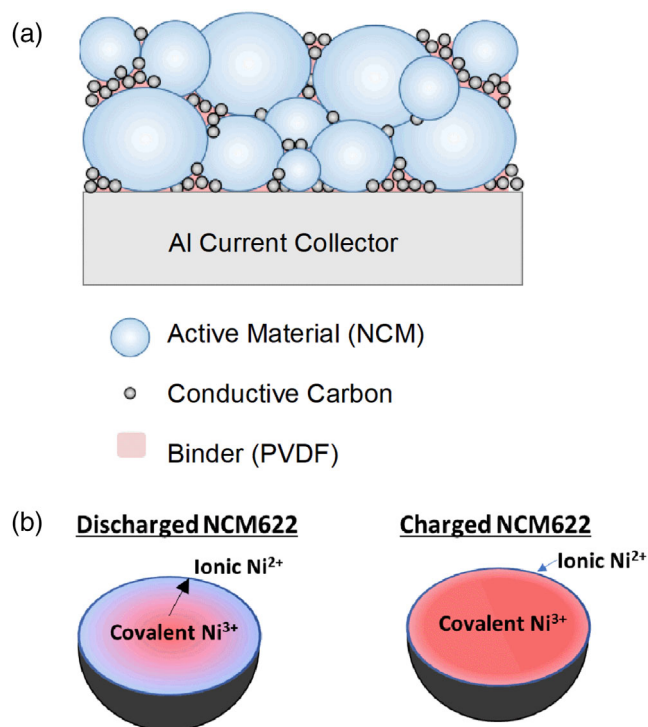 (a)
Al Current Collector
Active Material (NCM)
Conductive Carbon
Binder (PVDF)
(b)
Discharged NCM622
Charged NCM622
Ionic Ni²⁺
Ionic Ni²⁺
Covalent Ni³⁺
Covalent Ni³⁺